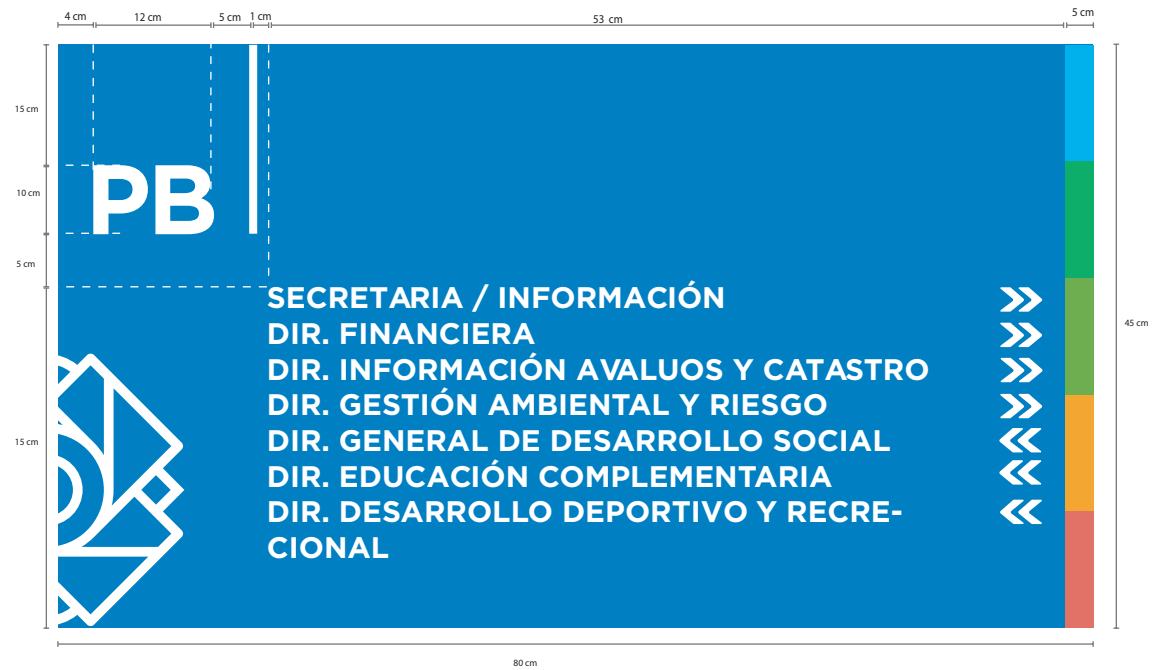 4 cm
12 cm
5 cm
1 cm
53 cm
5 cm
15 cm
10 cm
PB
5 cm
SECRETARIA / INFORMACIÓN
DIR. FINANCIERA
45 cm
DIR. INFORMACIÓN AVALUOS Y CATASTRO
DIR. GESTIÓN AMBIENTAL Y RIESGO
15 cm
DIR. GENERAL DE DESARROLLO SOCIAL
DIR. EDUCACIÓN COMPLEMENTARIA
DIR. DESARROLLO DEPORTIVO Y RECRE-
CIONAL
80 cm